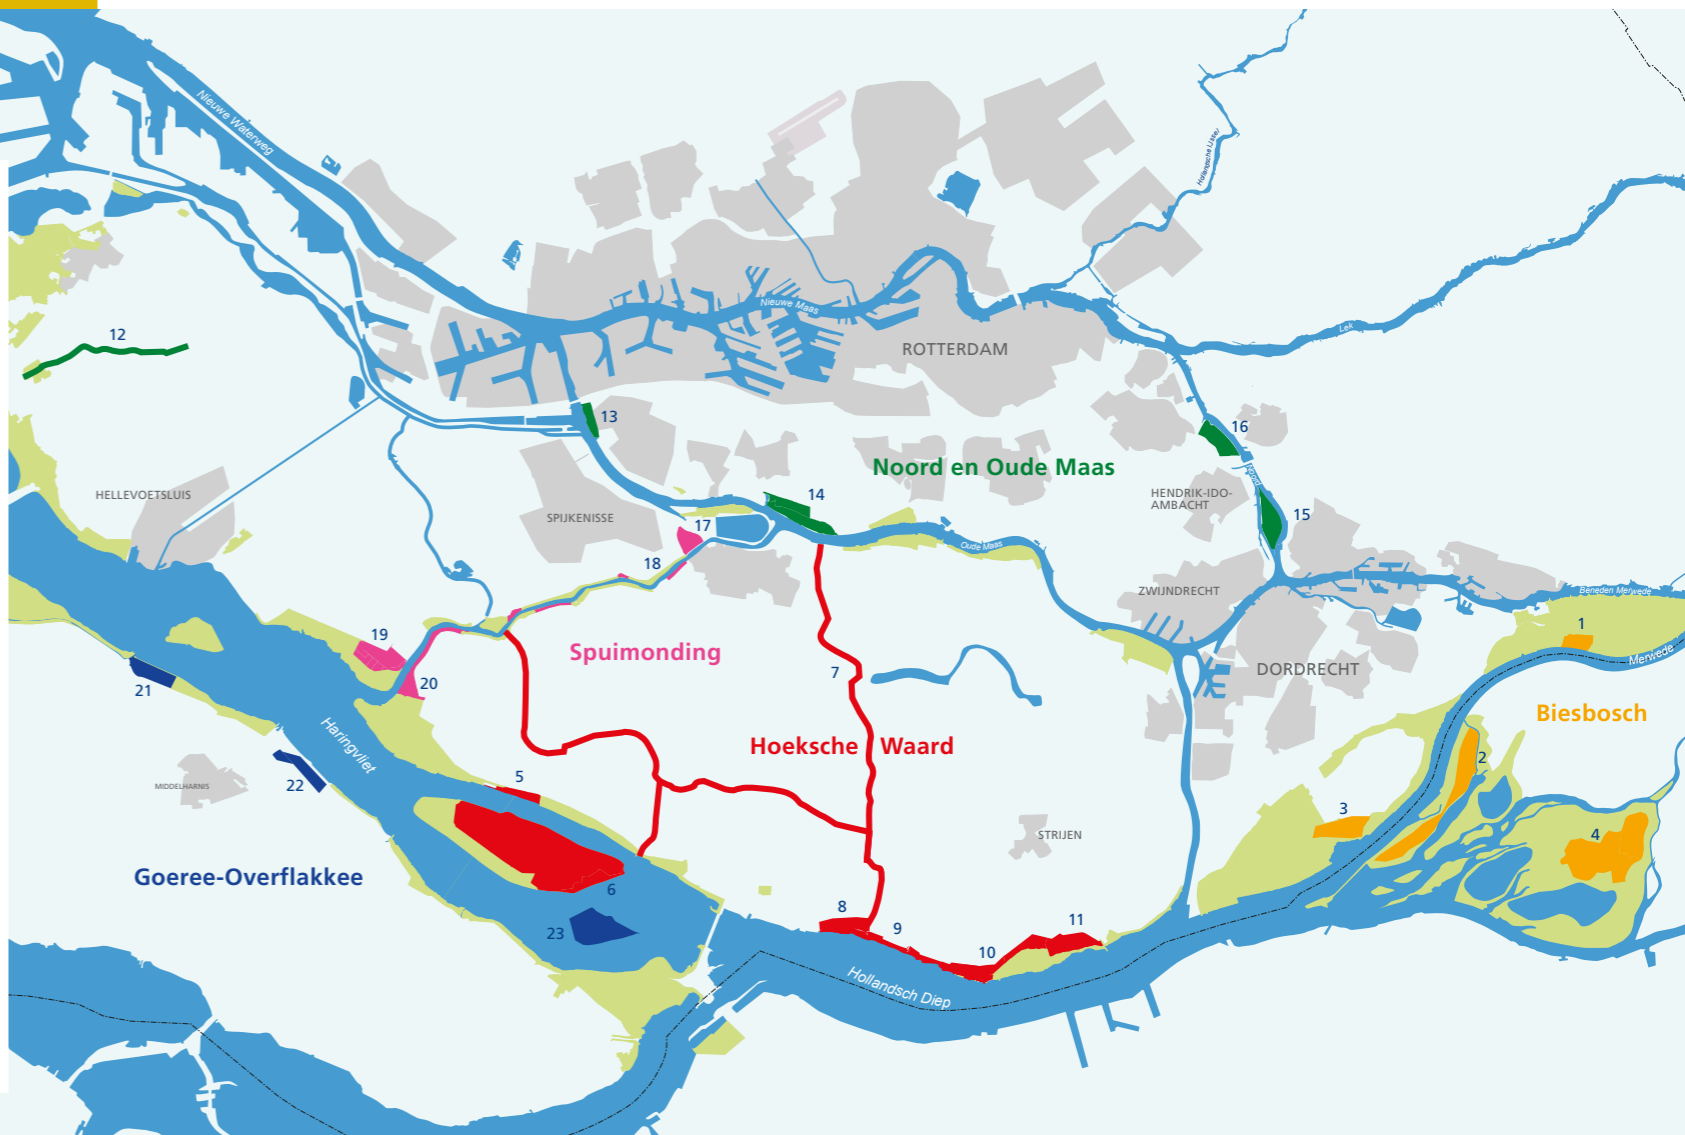 Nieuwe Waterweg
Hollandsche IJssel
Nieuwe Maas
12
Lek
ROTTERDAM
13
16
Noord en Oude Maas
HELLEVOETSLUIS
SPIJKENISSE
14
Noord
HENDRIK-IDO-
AMBACHT
15
17
18
Oude Maas
ZWIJNDRECHT
Beneden Merwede
1
19
Spuimonding
Merwede
DORDRECHT
20
21
7
Biesbosch
Haringvliet
Hoeksche Waard
2
22
MIDDELHARNIS
5
3
STRIJEN
4
Goeree-Overflakkee
6
8
11
23
9
10
Hollandsch Diep